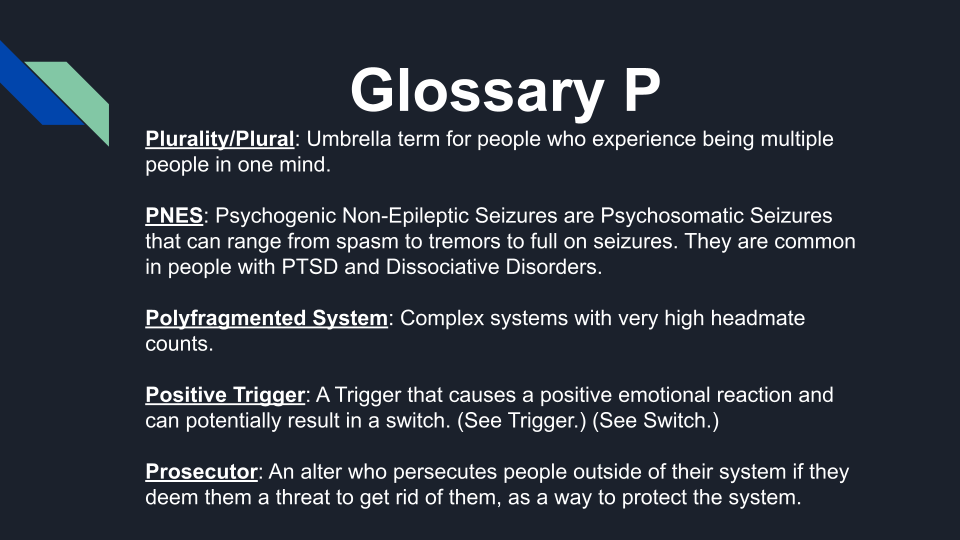 Glossary P
Plurality/Plural: Umbrella term for people who experience being multiple
people in one mind.
PNES: Psychogenic Non-Epileptic Seizures are Psychosomatic Seizures
that can range from spasm to tremors to full on seizures. They are common
in people with PTSD and Dissociative Disorders.
Polyfragmented System: Complex systems with very high headmate
counts.
Positive Trigger: A Trigger that causes a positive emotional reaction and
can potentially result in a switch. (See Trigger.) (See Switch.)
Prosecutor: An alter who persecutes people outside of their system if they
deem them a threat to get rid of them, as a way to protect the system.